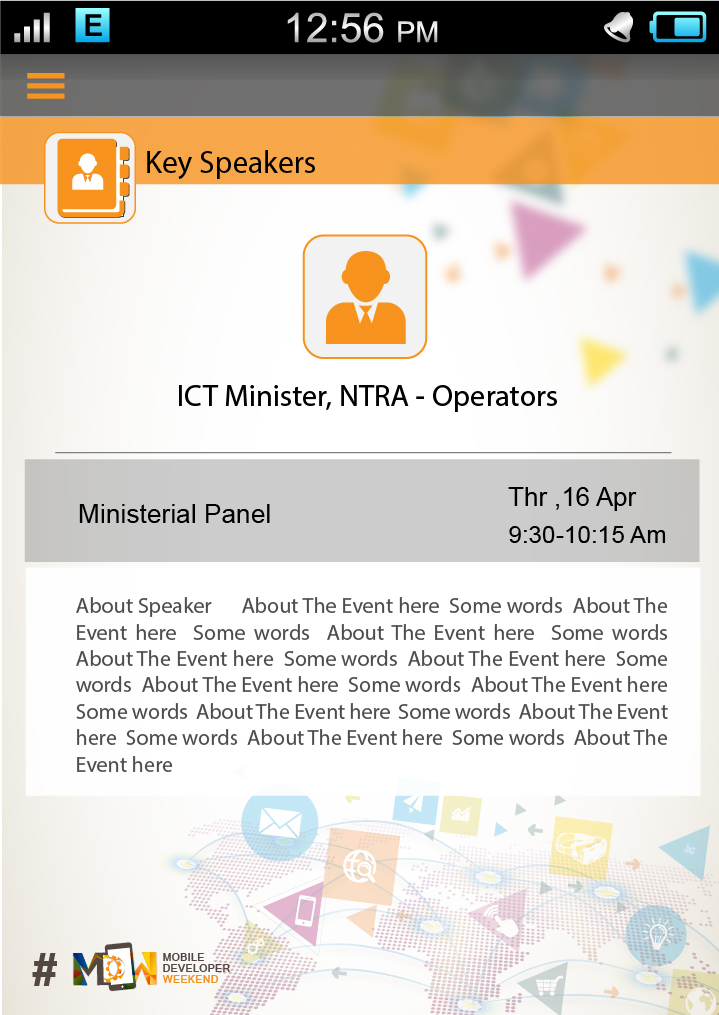 E
12:56 PM
Key Speakers
ICT Minister, NTRA - Operators
Ministerial Panel
Thr ,16 Apr
9:30-10:15 Am
About Speaker About The Event here Some words About The
Event here Some words About The Event here Some words
About The Event here Some words About The Event here Some
words About The Event here Some words About The Event here
Some words About The Event here Some words About The Event
here Some words About The Event here Some words About The
Event here
# MDW
MOBILE
DEVELOPER
WEEKEND